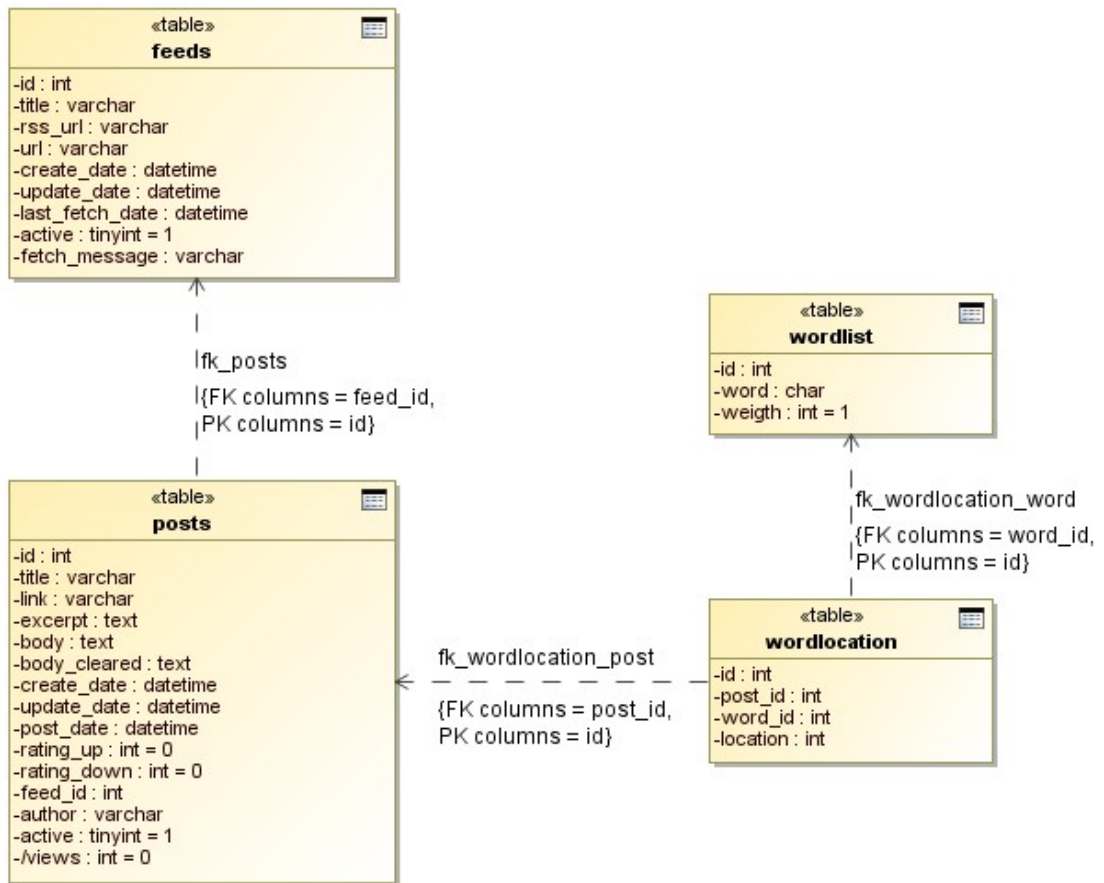 «table»
feeds
-id : int
-title : varchar
-rss_url : varchar
-url : varchar
-create_date : datetime
-update_date : datetime
-last_fetch_date : datetime
-active : tinyint = 1
-fetch_message : varchar
fk_posts
{FK columns = feed_id,
PK columns = id}
«table»
posts
-id : int
-title : varchar
-link : varchar
-excerpt : text
-body : text
-body_cleared : text
-create_date : datetime
-update_date : datetime
-post_date : datetime
-rating_up : int = 0
-rating_down : int = 0
-feed_id : int
-author : varchar
-active : tinyint = 1
-/views : int = 0
«table»
wordlist
-id : int
-word : char
-weigth : int = 1
fk_wordlocation_word
{FK columns = word_id,
PK columns = id}
«table»
wordlocation
-id : int
-post_id : int
-word_id : int
-location : int
fk_wordlocation_post
{FK columns = post_id,
PK columns = id}